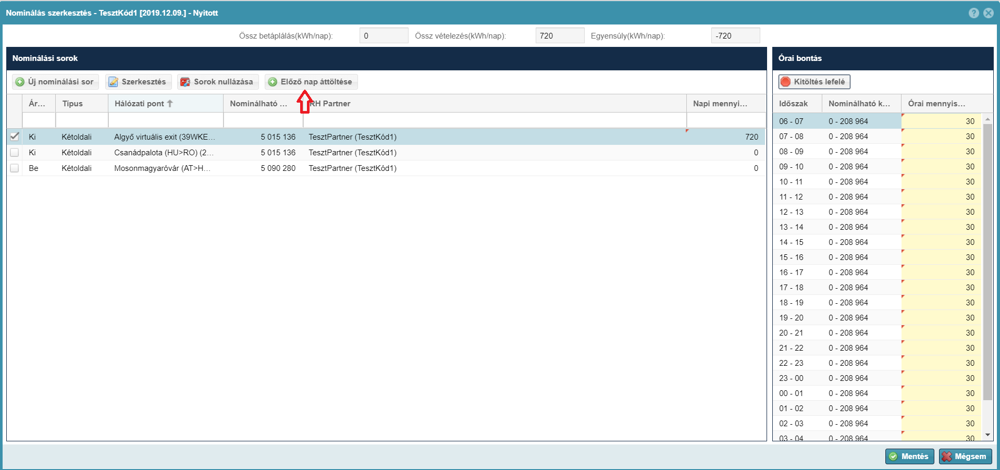 Nominálás szerkesztés - TesztKód1 [2019.12.09.] - Nyitott
Össz betáplálás(kWh/nap): 0 Össz vételezés(kWh/nap): 720 Egyensúly(kWh/nap): -720
Nominálási sorok
Új nominálási sor Szerkesztés Sorok nullázása Előző nap áttöltése
Ár... Típus Hálózati pont Nominálható ... RH Partner Napi mennyi...
Ki Kétoldali Algyő virtuális exit (39WKE... 5 015 136 TesztPartner (TesztKód1) 720
Ki Kétoldali Csanádpalota (HU>RO) (2... 5 015 136 TesztPartner (TesztKód1) 0
Be Kétoldali Mosonmagyaróvár (AT>H... 5 090 280 TesztPartner (TesztKód1) 0
Órai bontás
Kitöltés lefelé
Időszak Nominálható k... Órai mennyis...
06 - 07 0 - 208 964 30
07 - 08 0 - 208 964 30
08 - 09 0 - 208 964 30
09 - 10 0 - 208 964 30
10 - 11 0 - 208 964 30
11 - 12 0 - 208 964 30
12 - 13 0 - 208 964 30
13 - 14 0 - 208 964 30
14 - 15 0 - 208 964 30
15 - 16 0 - 208 964 30
16 - 17 0 - 208 964 30
17 - 18 0 - 208 964 30
18 - 19 0 - 208 964 30
19 - 20 0 - 208 964 30
20 - 21 0 - 208 964 30
21 - 22 0 - 208 964 30
22 - 23 0 - 208 964 30
23 - 00 0 - 208 964 30
00 - 01 0 - 208 964 30
01 - 02 0 - 208 964 30
02 - 03 0 - 208 964 30
03 - 04 0 - 208 964 30
Mentés Mégsem